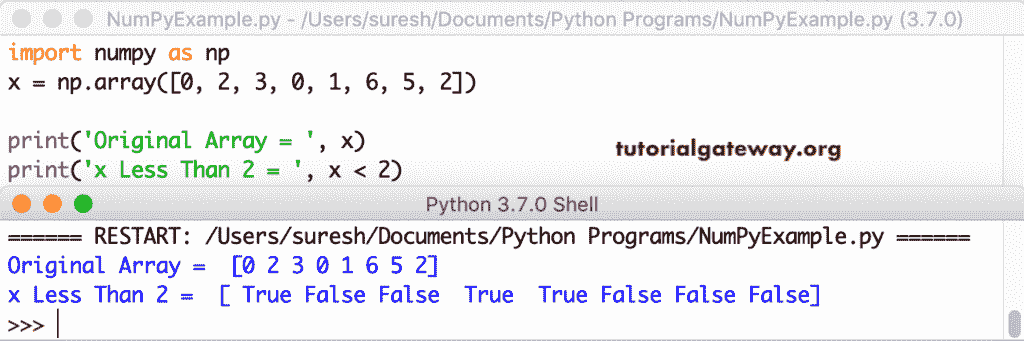 NumPyExample.py - /Users/suresh/Documents/Python Programs/NumPyExample.py (3.7.0)
import numpy as np
x = np.array([0, 2, 3, 0, 1, 6, 5, 2])
print('Original Array = ', x)
tutorialgateway.org
print('x Less Than 2 = ', x < 2)
Python 3.7.0 Shell
====== RESTART: /Users/suresh/Documents/Python Programs/NumPyExample.py ======
Original Array =  [0 2 3 0 1 6 5 2]
x Less Than 2 =  [ True False False  True  True False False False]
>>>